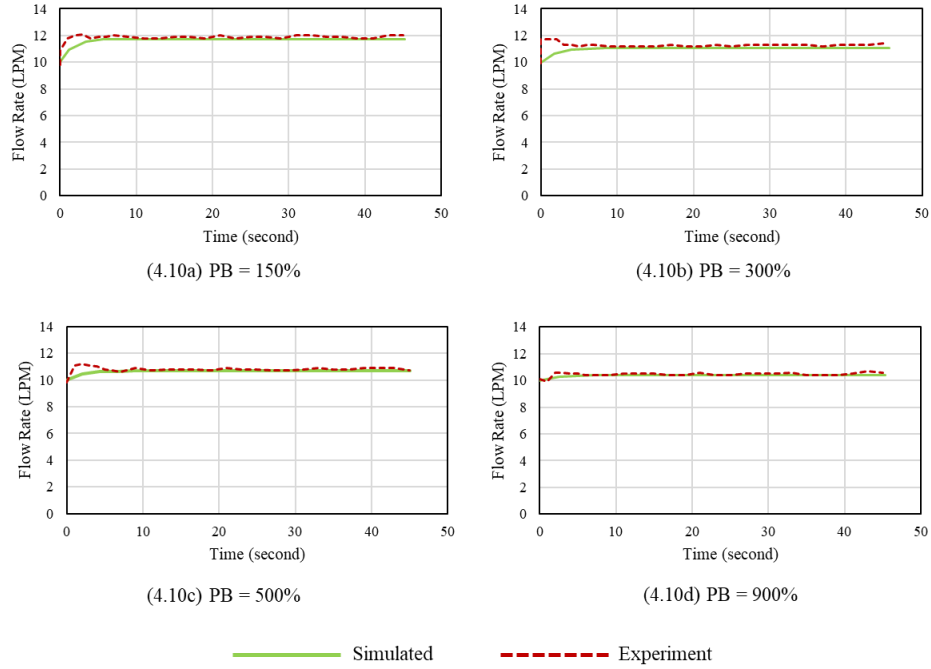 14
12
10
8
6
4
2
0
Flow Rate (LPM)
0 10 20 30 40 50
Time (second)
(4.10a) PB = 150%
14
12
10
8
6
4
2
0
Flow Rate (LPM)
0 10 20 30 40 50
Time (second)
(4.10b) PB = 300%
14
12
10
8
6
4
2
0
Flow Rate (LPM)
0 10 20 30 40 50
Time (second)
(4.10c) PB = 500%
14
12
10
8
6
4
2
0
Flow Rate (LPM)
0 10 20 30 40 50
Time (second)
(4.10d) PB = 900%
Simulated Experiment